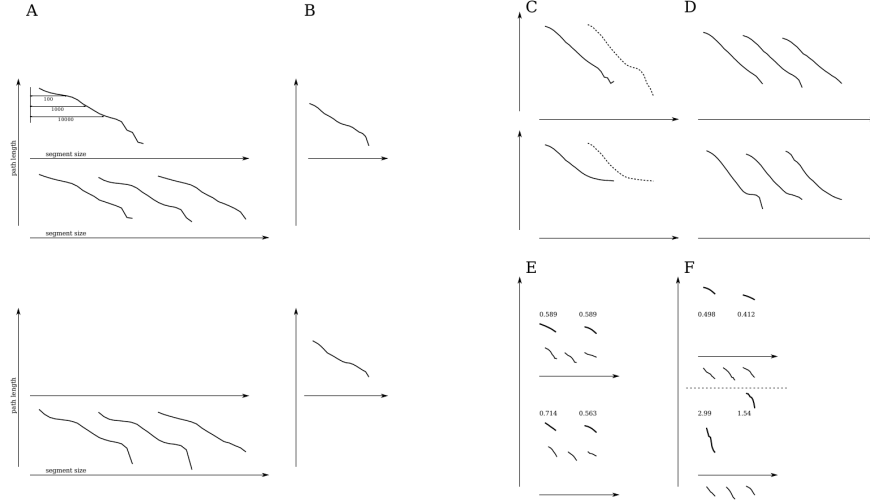 A
B
C
D
100
1000
10000
segment size
path length
segment size
E
F
0.589 0.589
0.498 0.412
path length
0.714 0.563
2.99 1.54
segment size